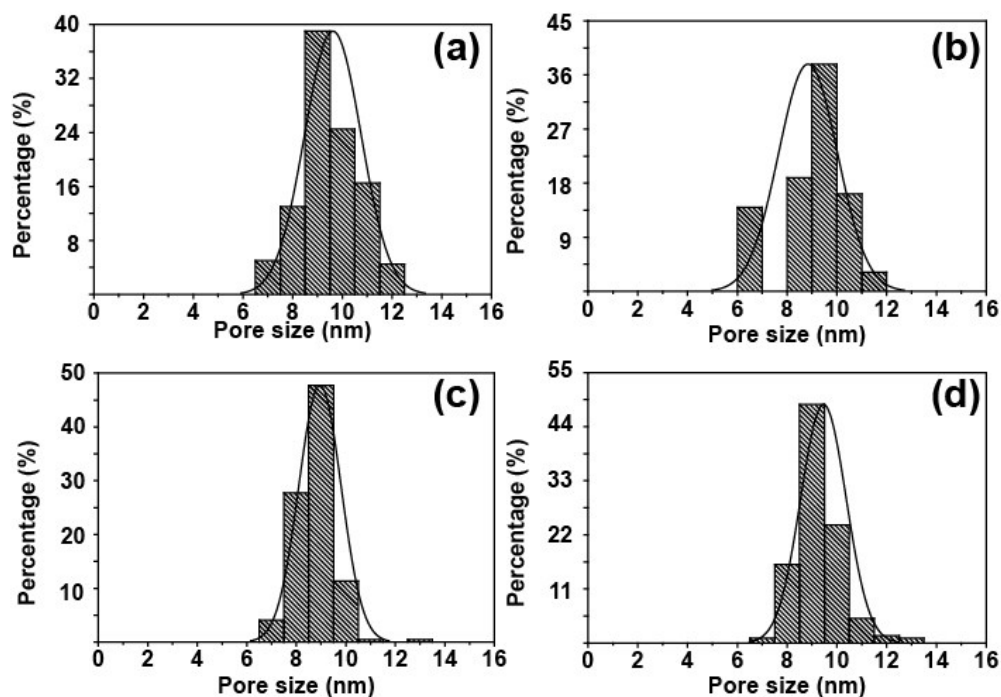 (a)
Percentage (%)
40
32
24
16
8
0 2 4 6 8 10 12 14 16
Pore size (nm)
(b)
Percentage (%)
45
36
27
18
9
0 2 4 6 8 10 12 14 16
Pore size (nm)
(c)
Percentage (%)
50
40
30
20
10
0 2 4 6 8 10 12 14 16
Pore size (nm)
(d)
Percentage (%)
55
44
33
22
11
0 2 4 6 8 10 12 14 16
Pore size (nm)